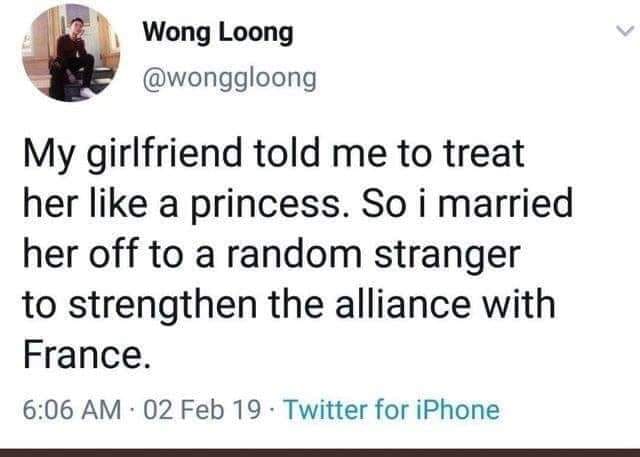 Wong Loong
@wonggloong
My girlfriend told me to treat
her like a princess. So i married
her off to a random stranger
to strengthen the alliance with
France.
6:06 AM · 02 Feb 19 · Twitter for iPhone